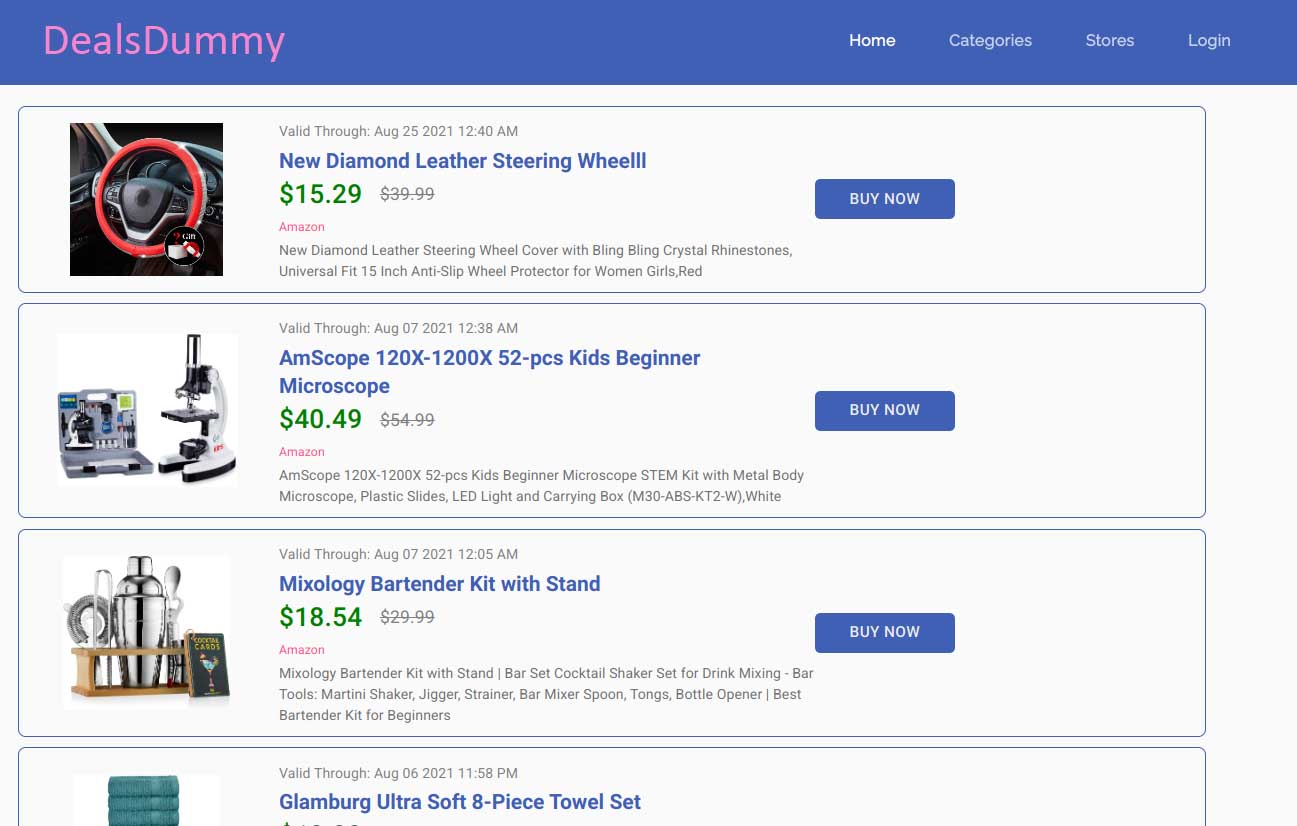 DealsDummy
Home
Categories
Stores
Login
Valid Through: Aug 25 2021 12:40 AM
New Diamond Leather Steering Wheelll
$15.29 $39.99
Amazon
New Diamond Leather Steering Wheel Cover with Bling Bling Crystal Rhinestones,
Universal Fit 15 Inch Anti-Slip Wheel Protector for Women Girls,Red
BUY NOW
Valid Through: Aug 07 2021 12:38 AM
AmScope 120X-1200X 52-pcs Kids Beginner
Microscope
$40.49 $54.99
Amazon
AmScope 120X-1200X 52-pcs Kids Beginner Microscope STEM Kit with Metal Body
Microscope, Plastic Slides, LED Light and Carrying Box (M30-ABS-KT2-W),White
BUY NOW
COCKTAIL
CARDS
Valid Through: Aug 07 2021 12:05 AM
Mixology Bartender Kit with Stand
$18.54 $29.99
Amazon
Mixology Bartender Kit with Stand | Bar Set Cocktail Shaker Set for Drink Mixing - Bar
Tools: Martini Shaker, Jigger, Strainer, Bar Mixer Spoon, Tongs, Bottle Opener | Best
Bartender Kit for Beginners
BUY NOW
Valid Through: Aug 06 2021 11:58 PM
Glamburg Ultra Soft 8-Piece Towel Set